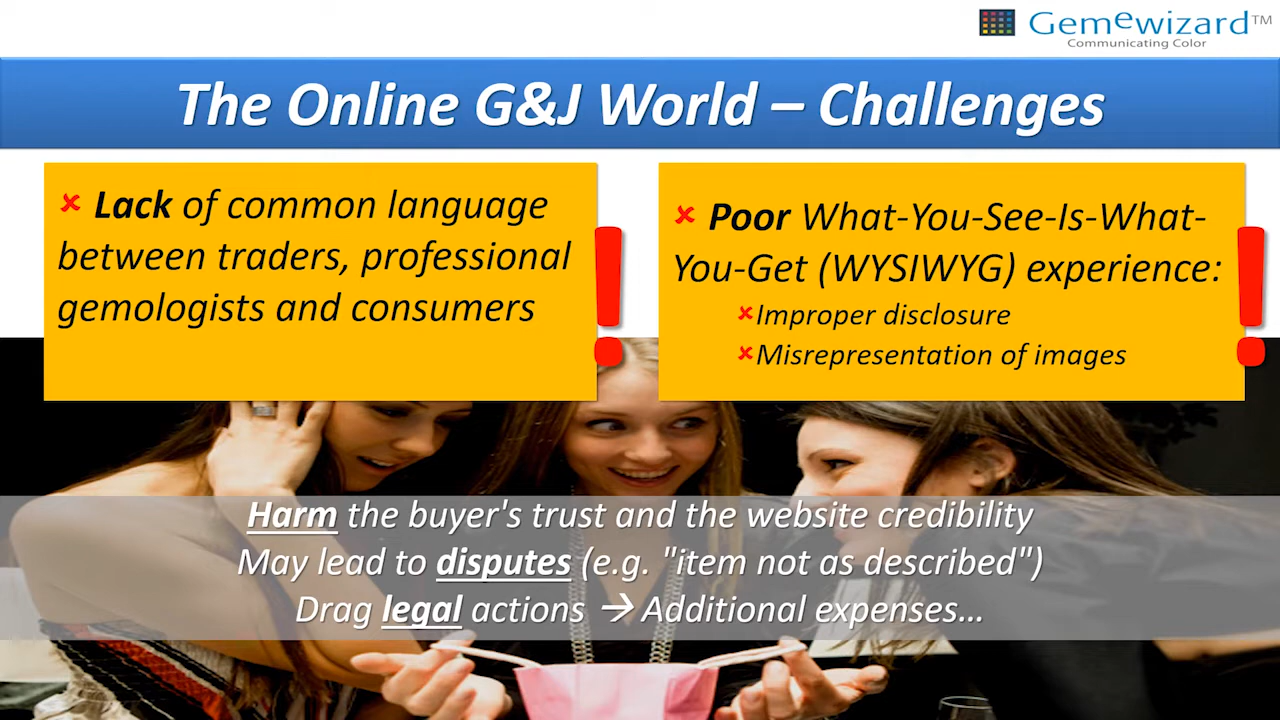 Gemewizard™
Communicating Color
The Online G&J World – Challenges
✘ Lack of common language
between traders, professional
gemologists and consumers
!
✘ Poor What-You-See-Is-What-
You-Get (WYSIWYG) experience:
✘Improper disclosure
✘Misrepresentation of images
!
Harm the buyer's trust and the website credibility
May lead to disputes (e.g. "item not as described")
Drag legal actions → Additional expenses...